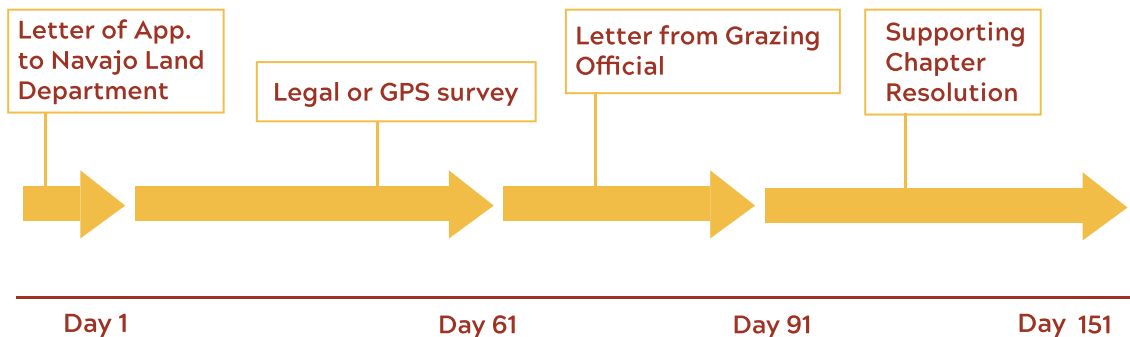 Letter of App.
to Navajo Land
Department
Legal or GPS survey
Letter from Grazing
Official
Supporting
Chapter
Resolution
Day 1
Day 61
Day 91
Day 151